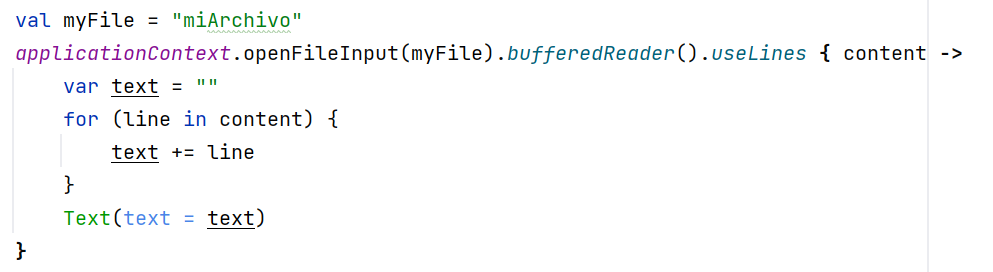 val myFile = "miArchivo"
applicationContext.openFileInput(myFile).bufferedReader().useLines { content ->
    var text = ""
    for (line in content) {
        text += line
    }
    Text(text = text)
}